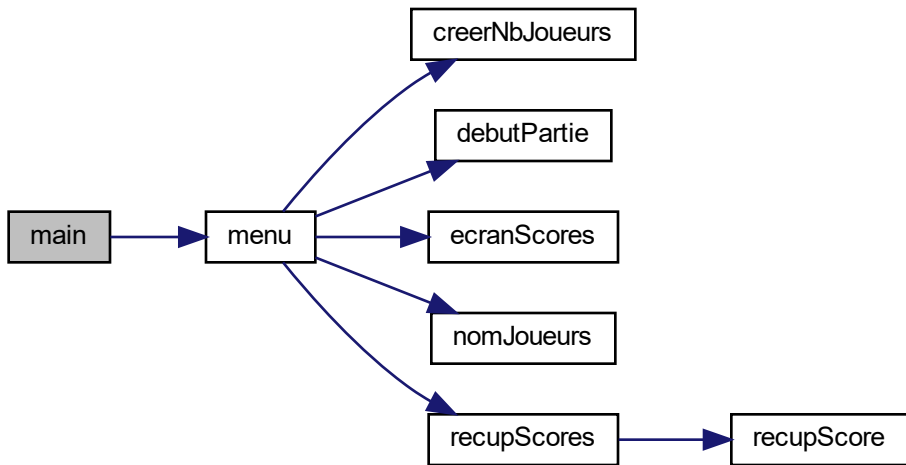 creerNbJoueurs
debutPartie
main
menu
ecranScores
nomJoueurs
recupScores
recupScore